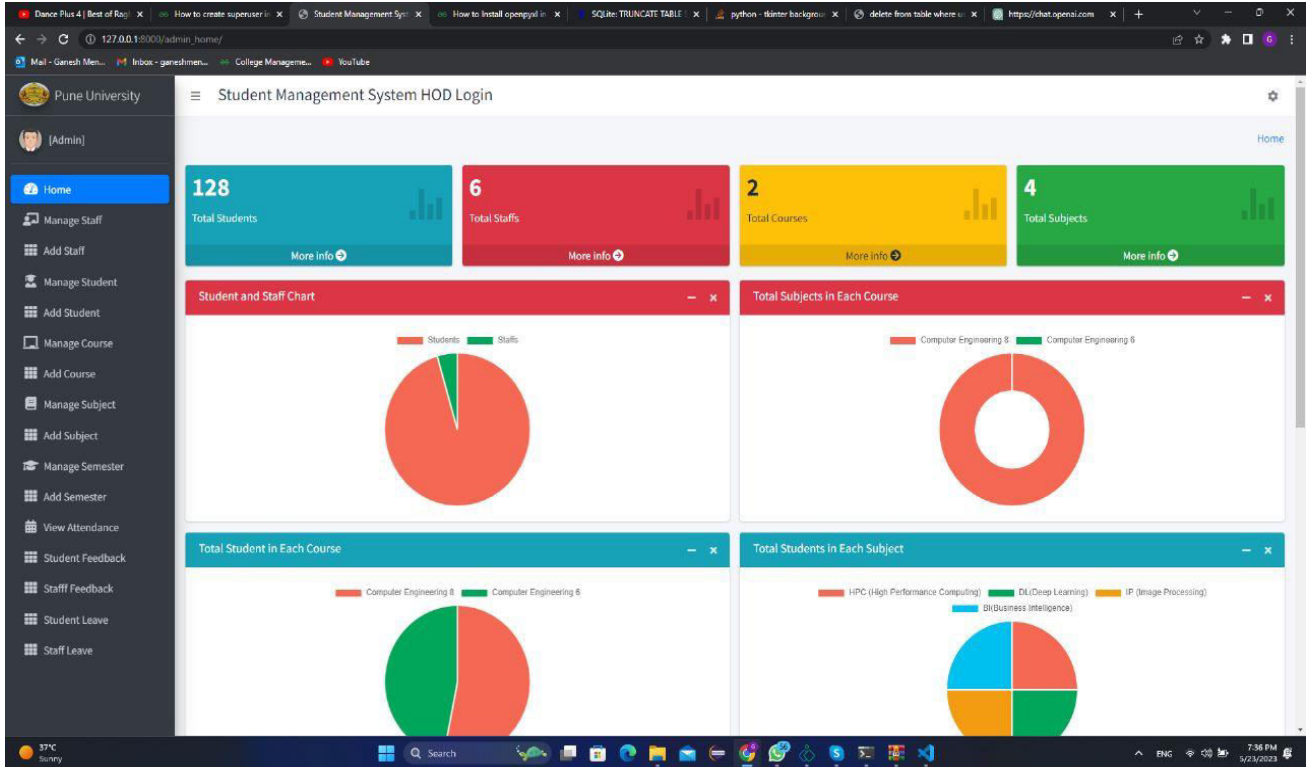 Dance Plus 4 | Best of Ragh
How to create superuser in
Student Management Syst
How to Install openpyxl in
SQLite: TRUNCATE TABLE
python - tkinter backgroun
delete from table where
https://chat.openai.com
127.0.0.1:8000/admin_home/
Mail - Ganesh Men...
Inbox - ganeshmen...
College Manageme...
YouTube
Pune University
Student Management System HOD Login
[Admin]
Home
Home
Manage Staff
Add Staff
Manage Student
Add Student
Manage Course
Add Course
Manage Subject
Add Subject
Manage Semester
Add Semester
View Attendance
Student Feedback
Stafff Feedback
Student Leave
Staff Leave
128
Total Students
More info
6
Total Staffs
More info
2
Total Courses
More info
4
Total Subjects
More info
Student and Staff Chart
Students Staffs
Total Subjects in Each Course
Computer Engineering 8 Computer Engineering 6
Total Student in Each Course
Computer Engineering 8 Computer Engineering 6
Total Students in Each Subject
HPC (High Performance Computing) DL(Deep Learning) IP (Image Processing)
BI(Business Intelligence)
37°C
Sunny
Search
ENG
7:36 PM
5/23/2023